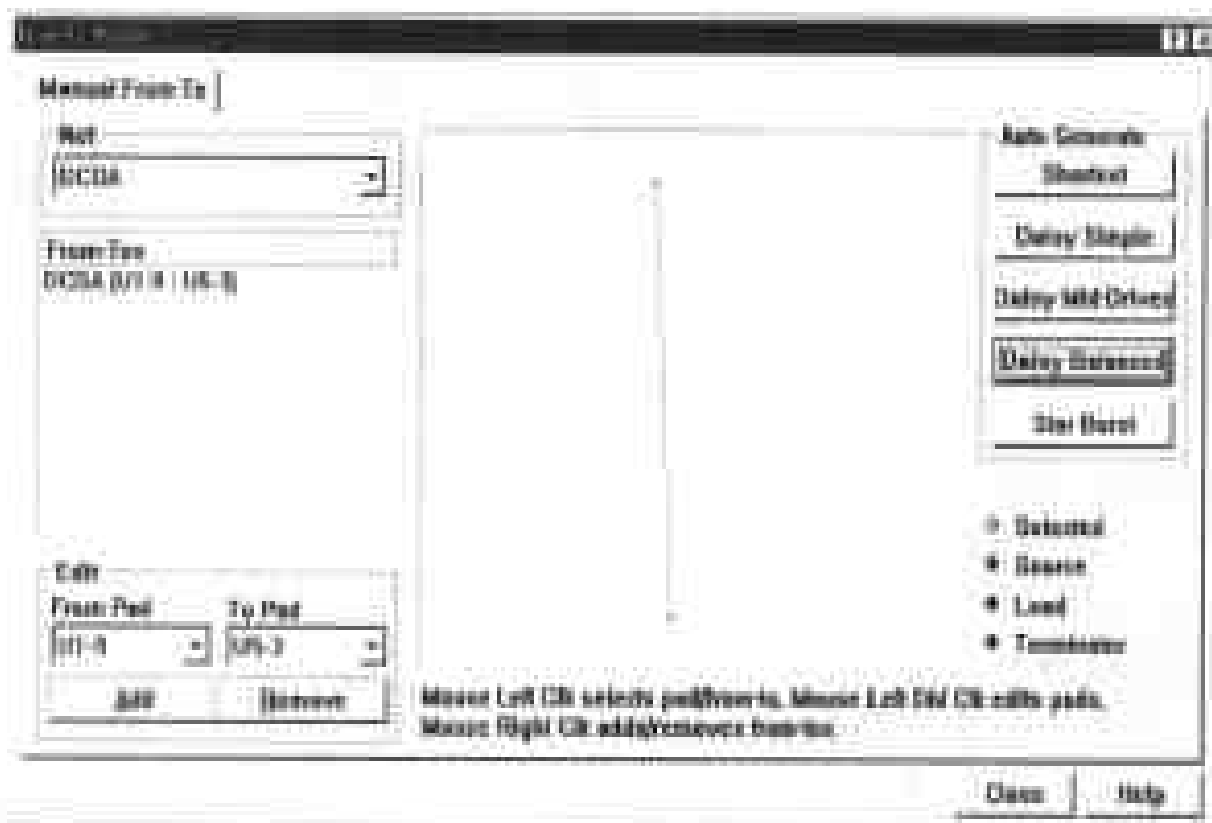 Manual From-To
Net
From-Tos
Edit
From Pad To Pad
Add Remove
Auto Generate
Shortest
Daisy Simple
Daisy Mid-Driven
Daisy Balanced
Star Burst
Selected
Source
Load
Terminator
Mouse Left Clk selects pad/from-to, Mouse Left Dbl Clk edits pads,
Mouse Right Clk adds/removes from-tos
Close Help